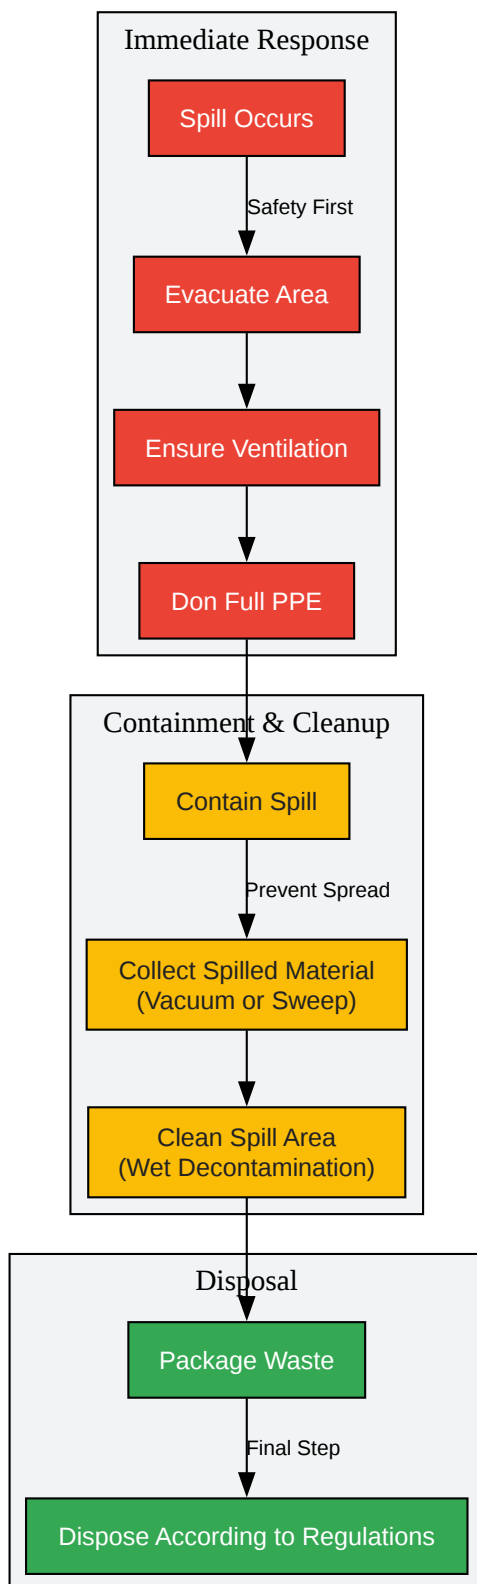 Immediate Response
Spill Occurs
Safety First
Evacuate Area
Ensure Ventilation
Don Full PPE
Containment & Cleanup
Contain Spill
Prevent Spread
Collect Spilled Material
(Vacuum or Sweep)
Clean Spill Area
(Wet Decontamination)
Disposal
Package Waste
Final Step
Dispose According to Regulations